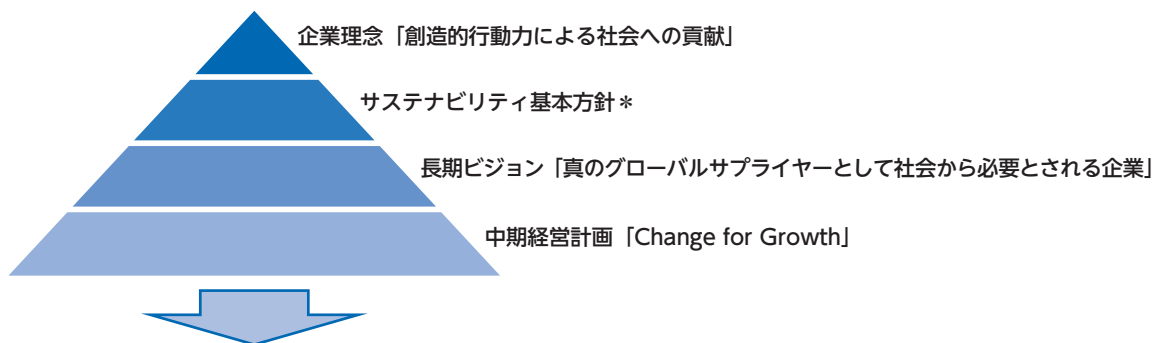 企業理念「創造的行動力による社会への貢献」
サステナビリティ基本方針＊
長期ビジョン「真のグローバルサプライヤーとして社会から必要とされる企業」
中期経営計画「Change for Growth」